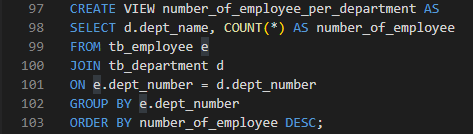 97 CREATE VIEW number_of_employee_per_department AS
98 SELECT d.dept_name, COUNT(*) AS number_of_employee
99 FROM tb_employee e
100 JOIN tb_department d
101 ON e.dept_number = d.dept_number
102 GROUP BY e.dept_number
103 ORDER BY number_of_employee DESC;